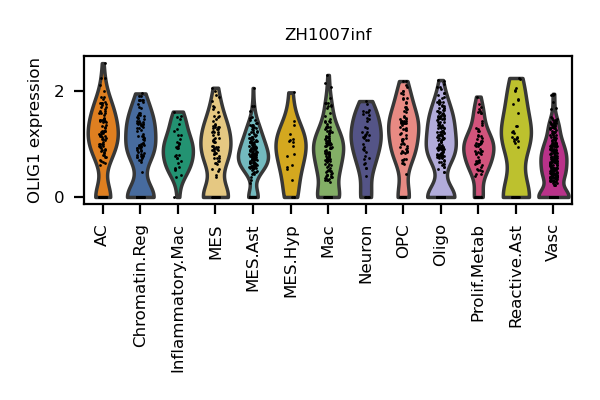 ZH1007inf
OLIG1 expression
2
0
AC
Chromatin.Reg
Inflammatory.Mac
MES
MES.Ast
MES.Hyp
Mac
Neuron
OPC
Oligo
Prolif.Metab
Reactive.Ast
Vasc